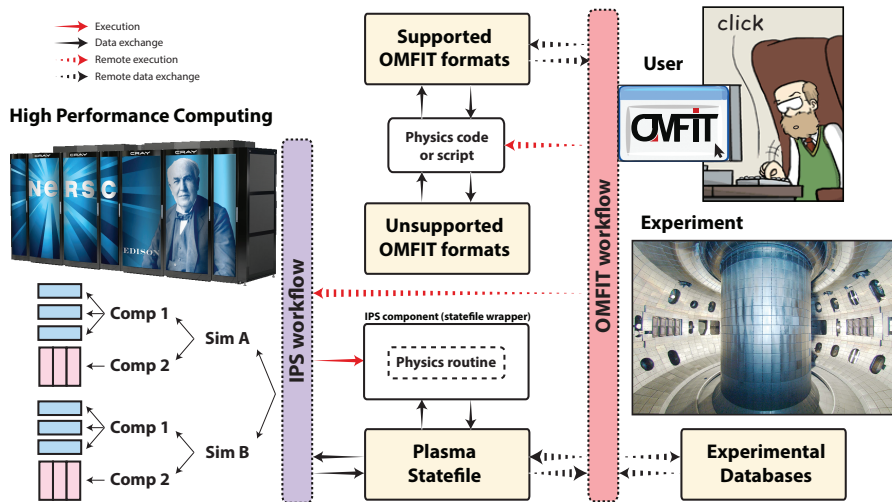 Execution
Data exchange
Remote execution
Remote data exchange
Supported
OMFIT formats
User
click
OMFIT
High Performance Computing
CRAY
CRAY
CRAY
CRAY
NERSC
EDISON
Physics code
or script
Unsupported
OMFIT formats
Experiment
IPS workflow
OMFIT workflow
IPS component (statefile wrapper)
Physics routine
Comp 1
Sim A
Comp 2
Comp 1
Sim B
Comp 2
Plasma
Statefile
Experimental
Databases